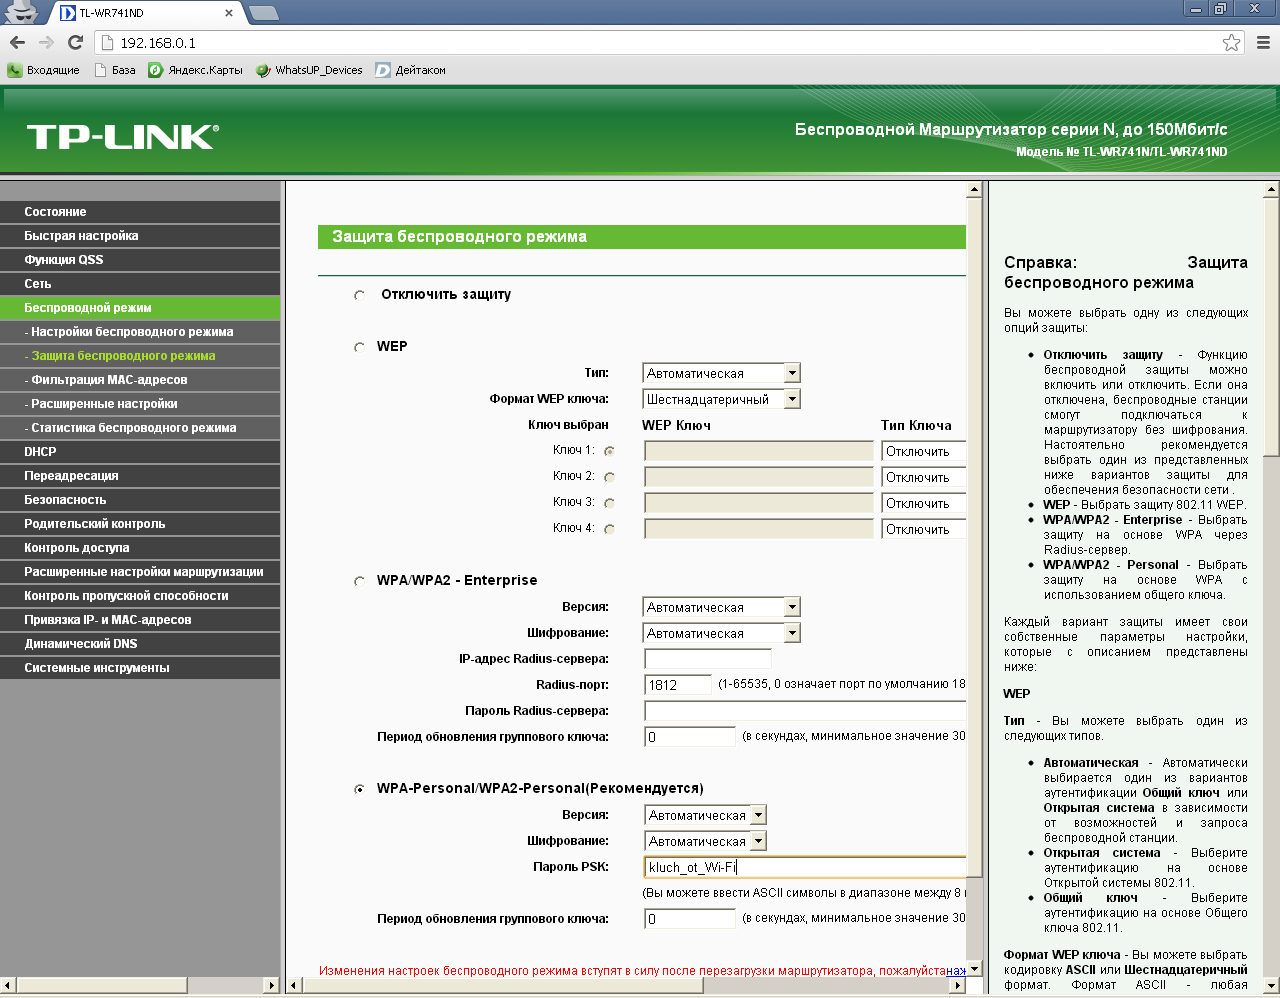 TL-WR741ND
192.168.0.1
Входящие База Яндекс.Карты WhatsUP_Devices Дейтаком
TP-LINK®
Беспроводной Маршрутизатор серии N, до 150Мбит/с
Модель № TL-WR741N/TL-WR741ND
Состояние
Быстрая настройка
Функция QSS
Сеть
Беспроводной режим
- Настройки беспроводного режима
- Защита беспроводного режима
- Фильтрация MAC-адресов
- Расширенные настройки
- Статистика беспроводного режима
DHCP
Переадресация
Безопасность
Родительский контроль
Контроль доступа
Расширенные настройки маршрутизации
Контроль пропускной способности
Привязка IP- и MAC-адресов
Динамический DNS
Системные инструменты
Защита беспроводного режима
Отключить защиту
WEP
Тип: Автоматическая
Формат WEP ключа: Шестнадцатеричный
Ключ выбран WEP Ключ Тип Ключа
Ключ 1: Отключить
Ключ 2: Отключить
Ключ 3: Отключить
Ключ 4: Отключить
WPA/WPA2 - Enterprise
Версия: Автоматическая
Шифрование: Автоматическая
IP-адрес Radius-сервера:
Radius-порт: 1812 (1-65535, 0 означает порт по умолчанию 18
Пароль Radius-сервера:
Период обновления группового ключа: 0 (в секундах, минимальное значение 30
WPA-Personal/WPA2-Personal(Рекомендуется)
Версия: Автоматическая
Шифрование: Автоматическая
Пароль PSK: kluch_ot_Wi-Fi
(Вы можете ввести ASCII символы в диапазоне между 8
Период обновления группового ключа: 0 (в секундах, минимальное значение 30
Изменения настроек беспроводного режима вступят в силу после перезагрузки маршрутизатора, пожалуйста наж
Справка: Защита
беспроводного режима
Вы можете выбрать одну из следующих
опций защиты:
• Отключить защиту - Функцию
беспроводной защиты можно
включить или отключить. Если она
отключена, беспроводные станции
смогут подключаться к
маршрутизатору без шифрования.
Настоятельно рекомендуется
выбрать один из представленных
ниже вариантов защиты для
обеспечения безопасности сети .
• WEP - Выбрать защиту 802.11 WEP.
• WPA/WPA2 - Enterprise - Выбрать
защиту на основе WPA через
Radius-сервер.
• WPA/WPA2 - Personal - Выбрать
защиту на основе WPA с
использованием общего ключа.
Каждый вариант защиты имеет свои
собственные параметры настройки,
которые с описанием представлены
ниже:
WEP
Тип - Вы можете выбрать один из
следующих типов.
• Автоматическая - Автоматически
выбирается один из вариантов
аутентификации Общий ключ или
Открытая система в зависимости
от возможностей и запроса
беспроводной станции.
• Открытая система - Выберите
аутентификацию на основе
Открытой системы 802.11.
• Общий ключ - Выберите
аутентификацию на основе Общего
ключа 802.11.
Формат WEP ключа - Вы можете выбрать
кодировку ASCII или Шестнадцатеричный
формат. Формат ASCII - любая